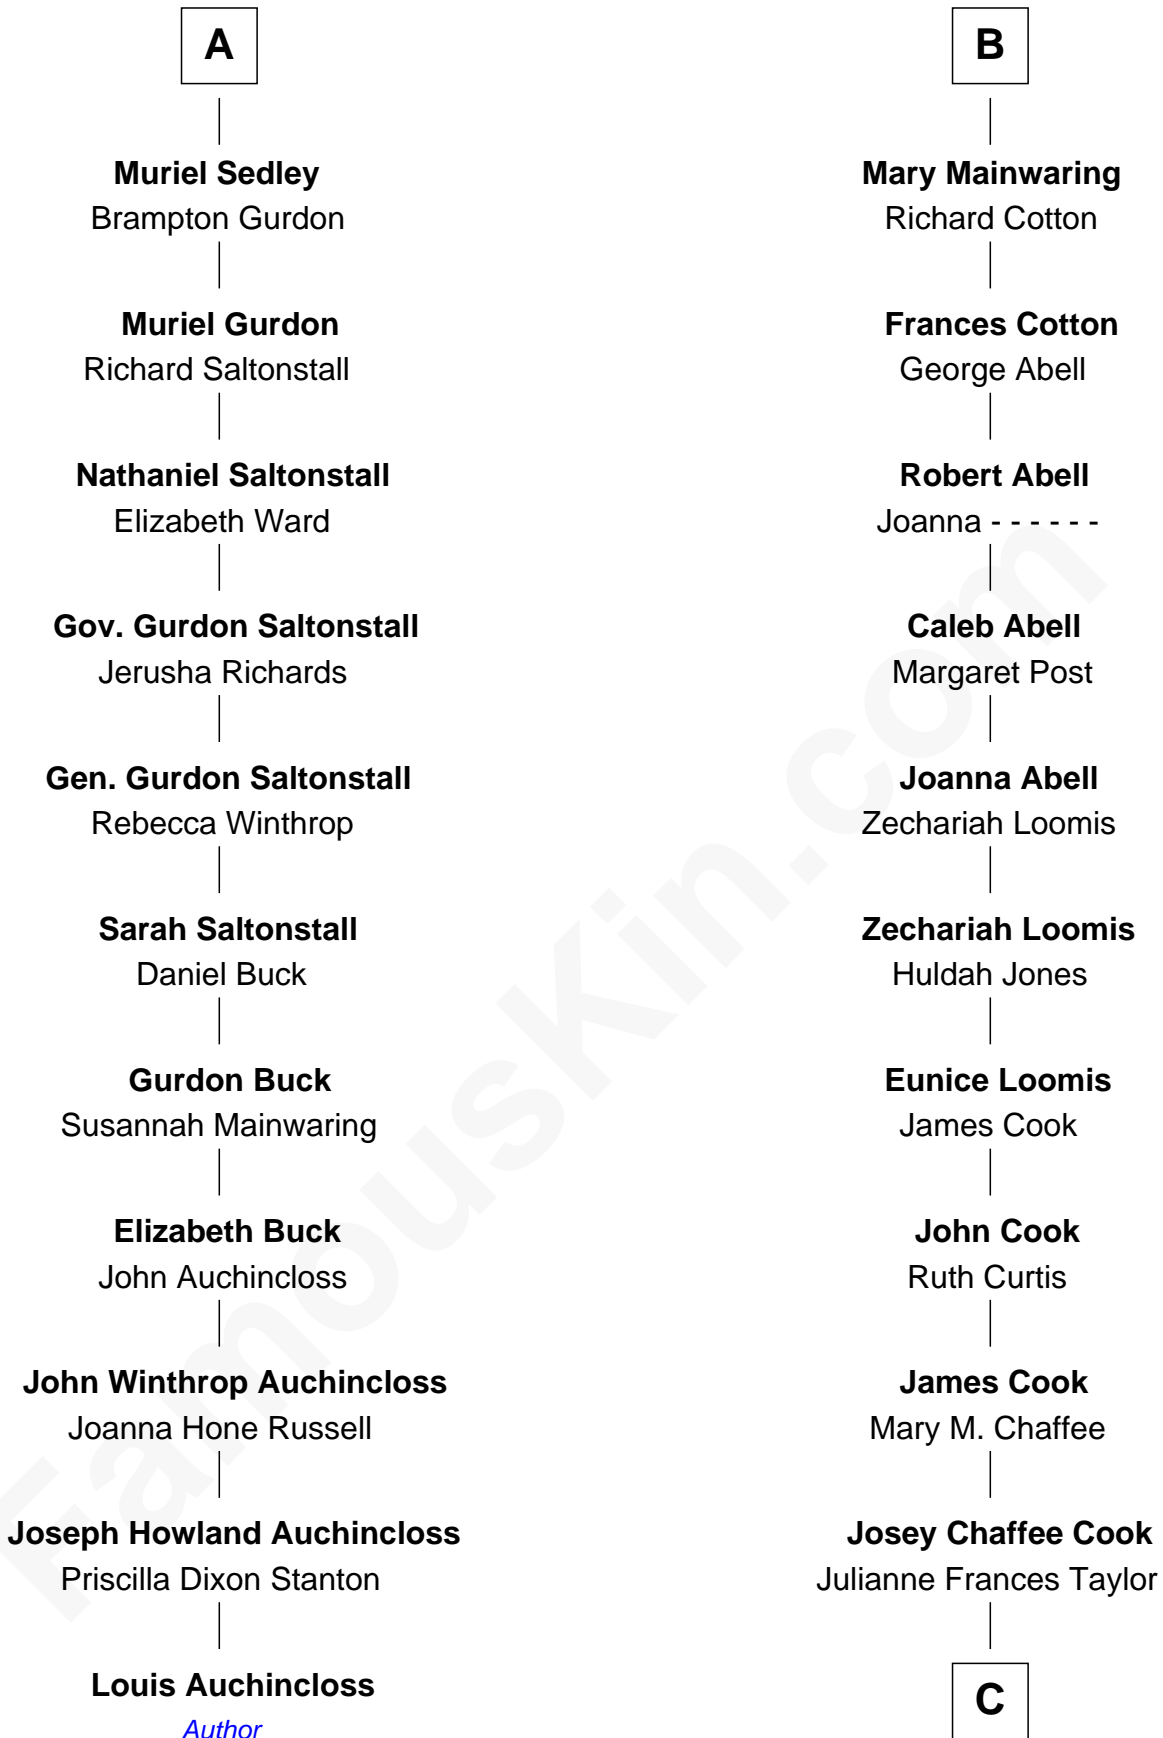 A
Muriel Sedley
Brampton Gurdon
Muriel Gurdon
Richard Saltonstall
Nathaniel Saltonstall
Elizabeth Ward
Gov. Gurdon Saltonstall
Jerusha Richards
Gen. Gurdon Saltonstall
Rebecca Winthrop
Sarah Saltonstall
Daniel Buck
Gurdon Buck
Susannah Mainwaring
Elizabeth Buck
John Auchincloss
John Winthrop Auchincloss
Joanna Hone Russell
Joseph Howland Auchincloss
Priscilla Dixon Stanton
Louis Auchincloss
Author
B
Mary Mainwaring
Richard Cotton
Frances Cotton
George Abell
Robert Abell
Joanna - - - - - -
Caleb Abell
Margaret Post
Joanna Abell
Zechariah Loomis
Zechariah Loomis
Huldah Jones
Eunice Loomis
James Cook
John Cook
Ruth Curtis
James Cook
Mary M. Chaffee
Josey Chaffee Cook
Julianne Frances Taylor
C
FamousKin.com